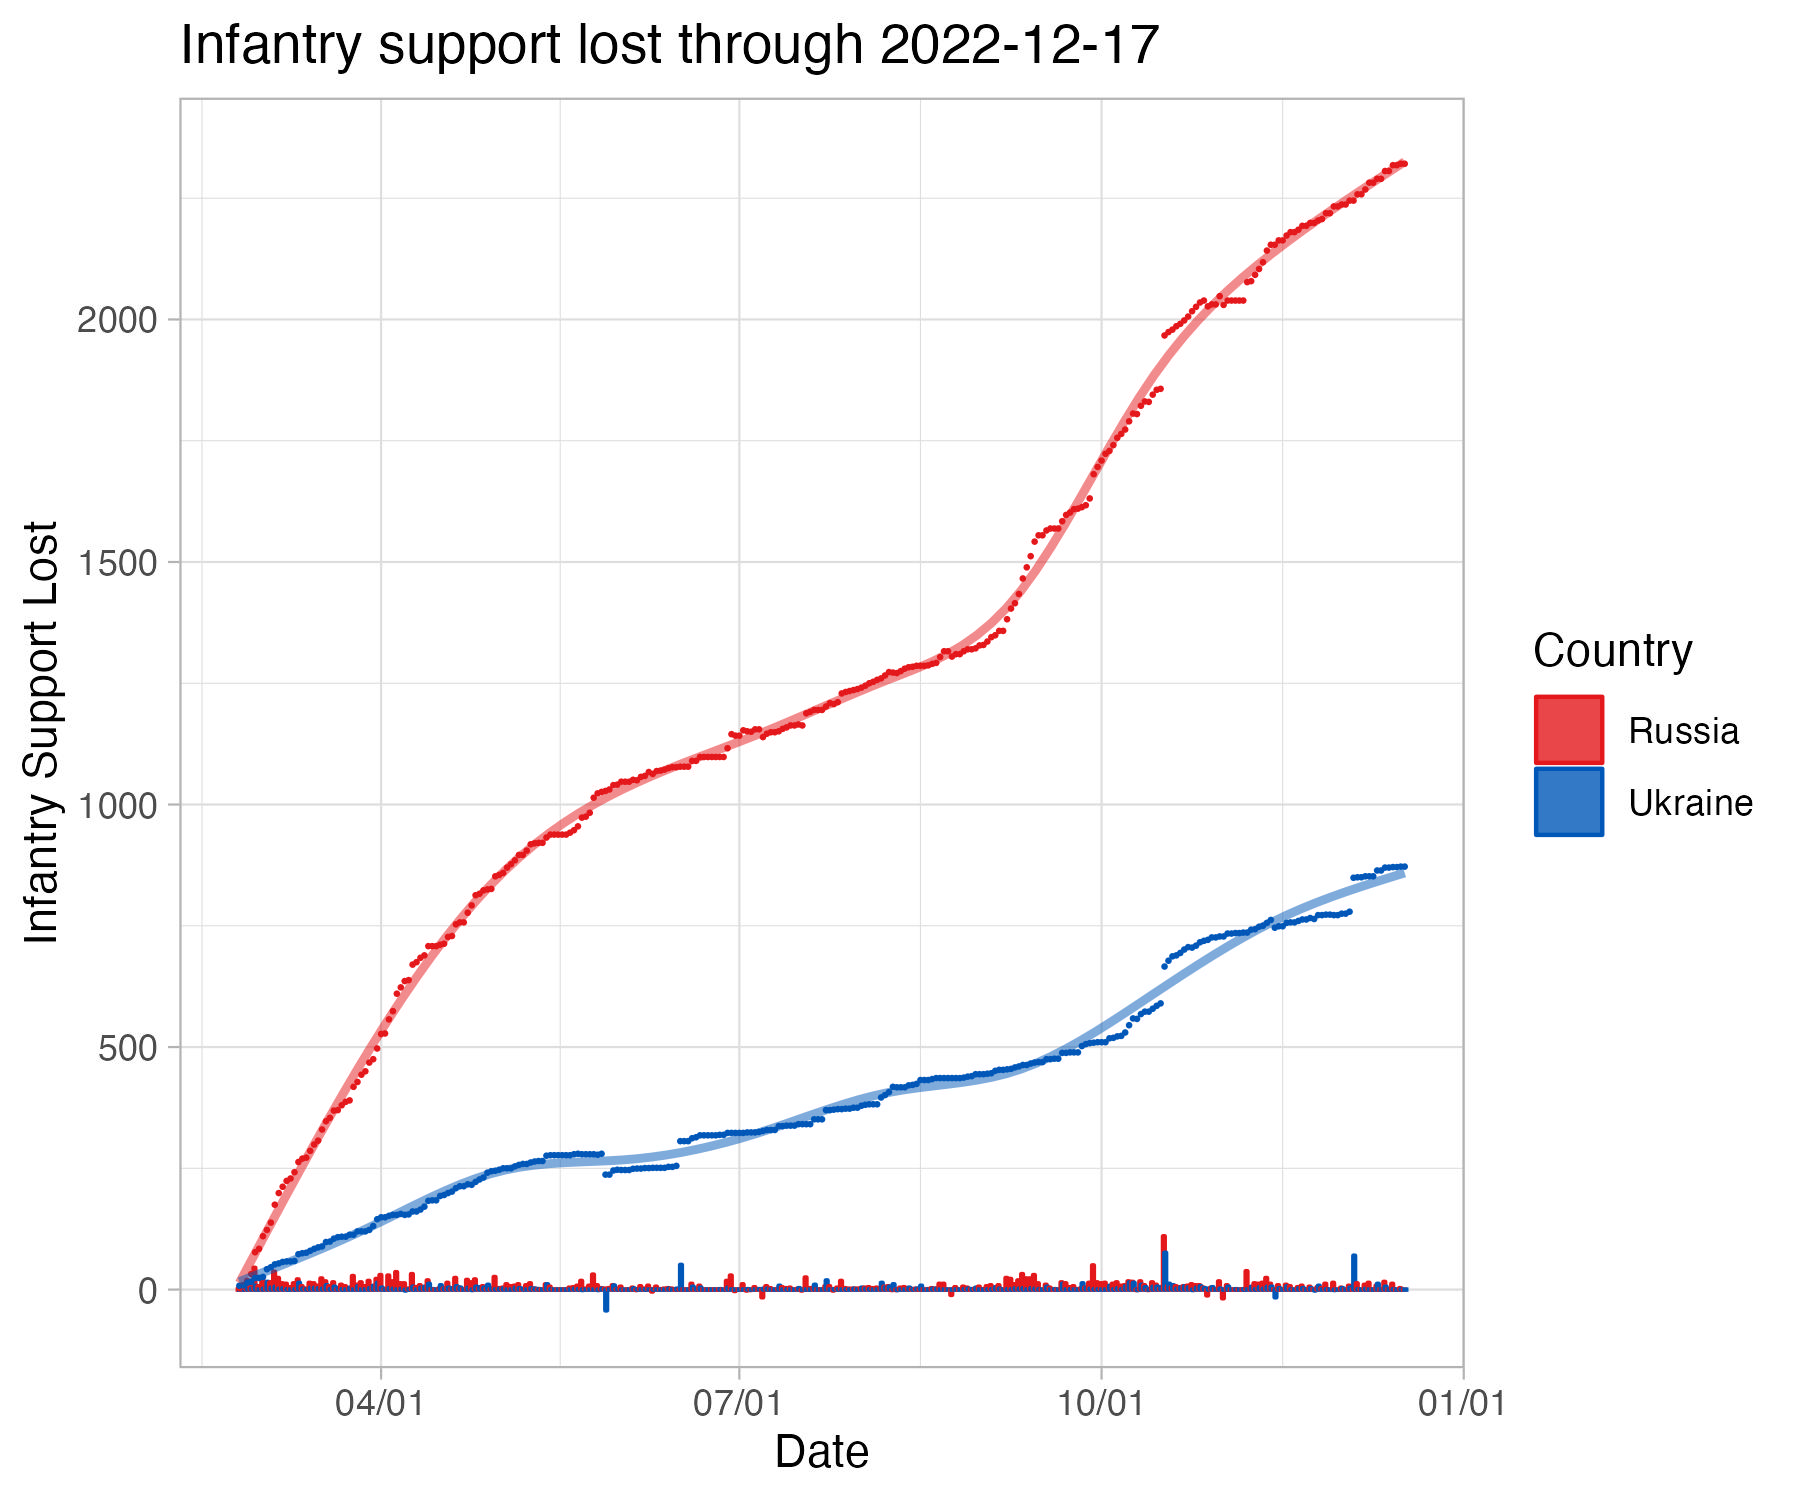 Infantry support lost through 2022-12-17
Infantry Support Lost
2000
1500
1000
500
0
04/01
07/01
10/01
01/01
Date
Country
Russia
Ukraine